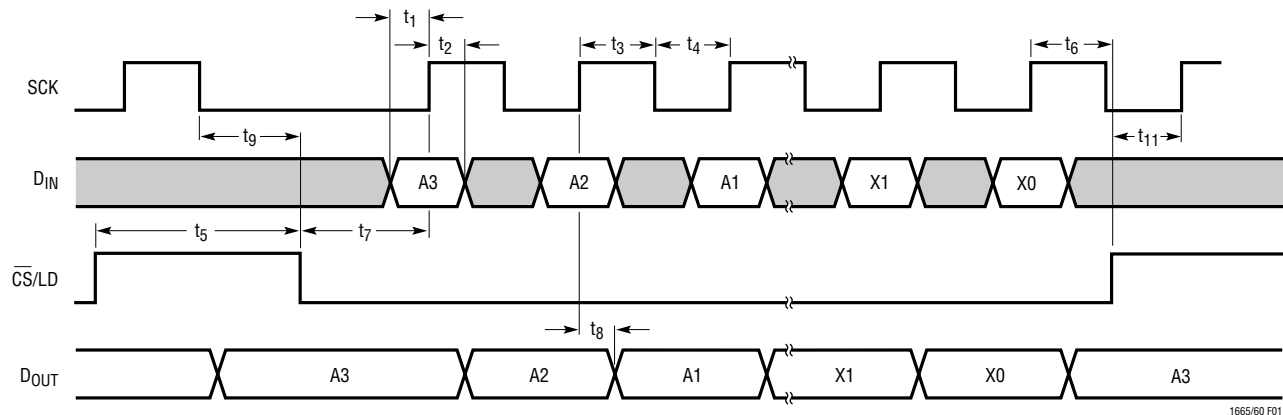 t1
t2
t3
t4
t6
SCK
t9
t11
DIN
A3
A2
A1
X1
X0
t5
t7
CS/LD
t8
DOUT
A3
A2
A1
X1
X0
A3
1665/60 F01